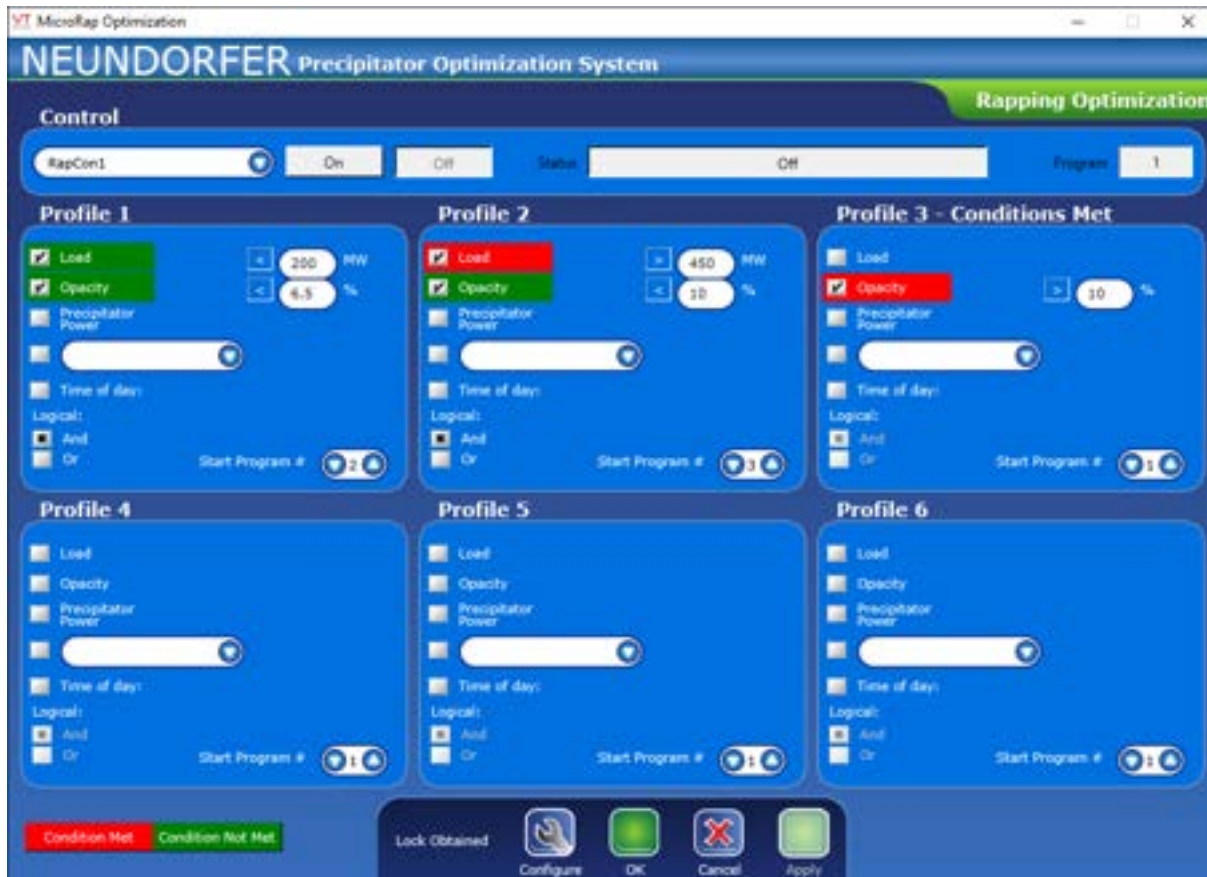 MicroRap Optimization
NEUNDORFER Precipitator Optimization System
Rapping Optimization
Control
RapCon1 On Off Status Off Program 1
Profile 1
Load < 200 MW
Opacity < 6.5 %
Precipitator
Power
Time of day:
Logical:
And
Or Start Program # 2
Profile 2
Load > 450 MW
Opacity < 10 %
Precipitator
Power
Time of day:
Logical:
And
Or Start Program # 3
Profile 3 - Conditions Met
Load
Opacity > 10 %
Precipitator
Power
Time of day:
Logical:
And
Or Start Program # 1
Profile 4
Load
Opacity
Precipitator
Power
Time of day:
Logical:
And
Or Start Program # 1
Profile 5
Load
Opacity
Precipitator
Power
Time of day:
Logical:
And
Or Start Program # 1
Profile 6
Load
Opacity
Precipitator
Power
Time of day:
Logical:
And
Or Start Program # 1
Condition Met Condition Not Met
Lock Obtained
Configure OK Cancel Apply